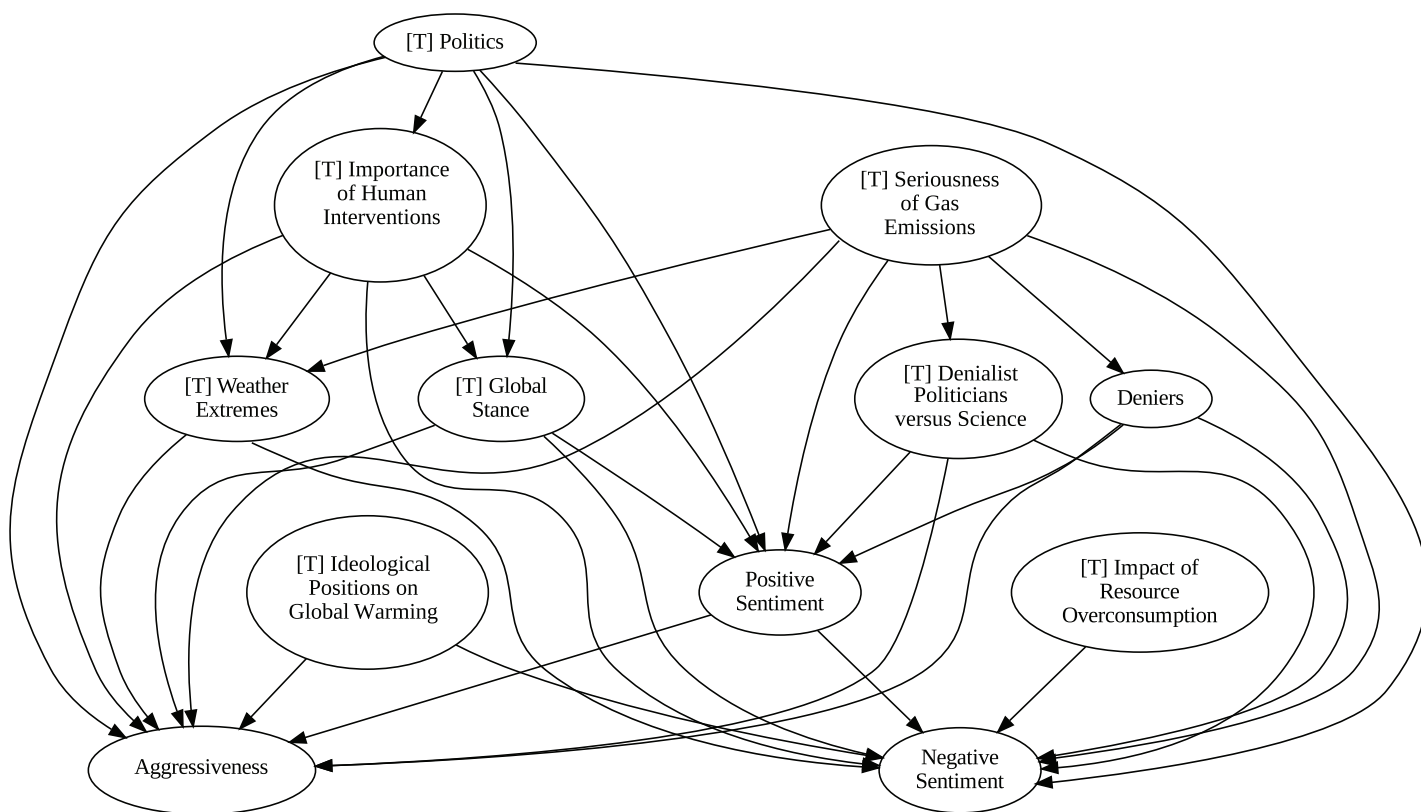 [T] Politics
[T] Importance
of Human
Interventions
[T] Seriousness
of Gas
Emissions
[T] Weather
Extremes
[T] Global
Stance
[T] Denialist
Politicians
versus Science
Deniers
[T] Ideological
Positions on
Global Warming
Positive
Sentiment
[T] Impact of
Resource
Overconsumption
Aggressiveness
Negative
Sentiment